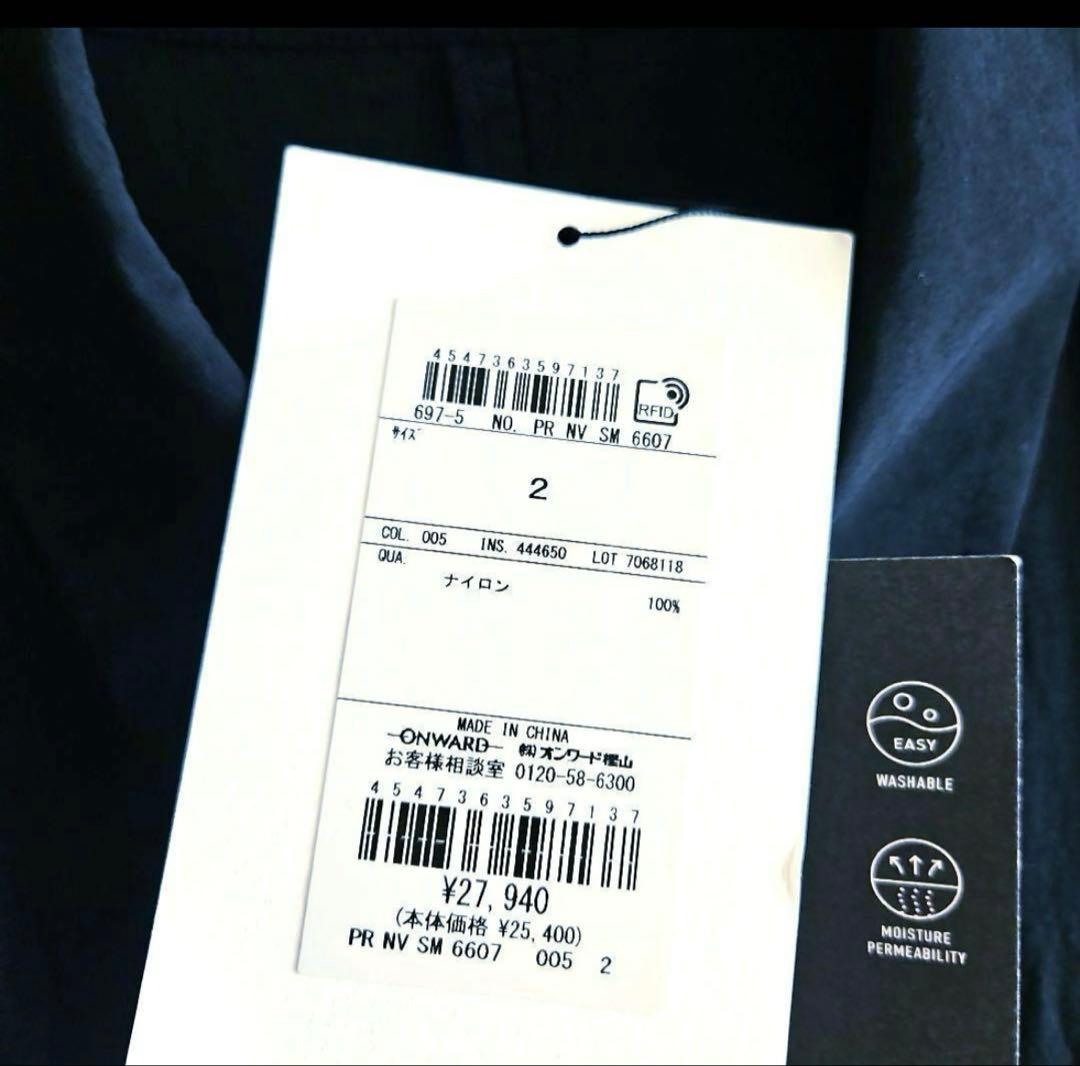 4547363597137
RFID
697-5 NO. PR NV SM 6607
サイズ
2
COL. 005 INS. 444650 LOT 7068118
QUA.
ナイロン 100%
MADE IN CHINA
ONWARD ㈱オンワード樫山
お客様相談室 0120-58-6300
4547363597137
¥27,940
(本体価格 ¥25,400)
PR NV SM 6607 005 2
EASY
WASHABLE
MOISTURE
PERMEABILITY